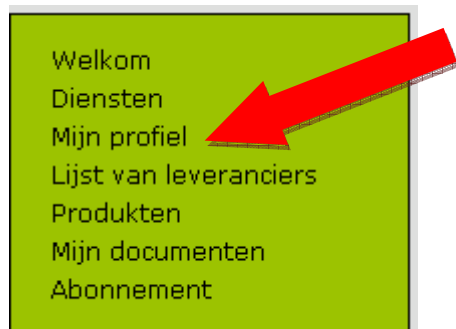 Welkom
Diensten
Mijn profiel
Lijst van leveranciers
Produkten
Mijn documenten
Abonnement